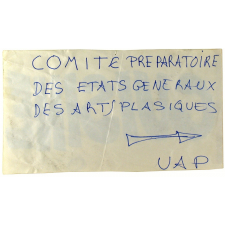 COMITE PREPARATOIRE
DES ETATS GENERAUX
DES ARTS PLASIQUES
UAP